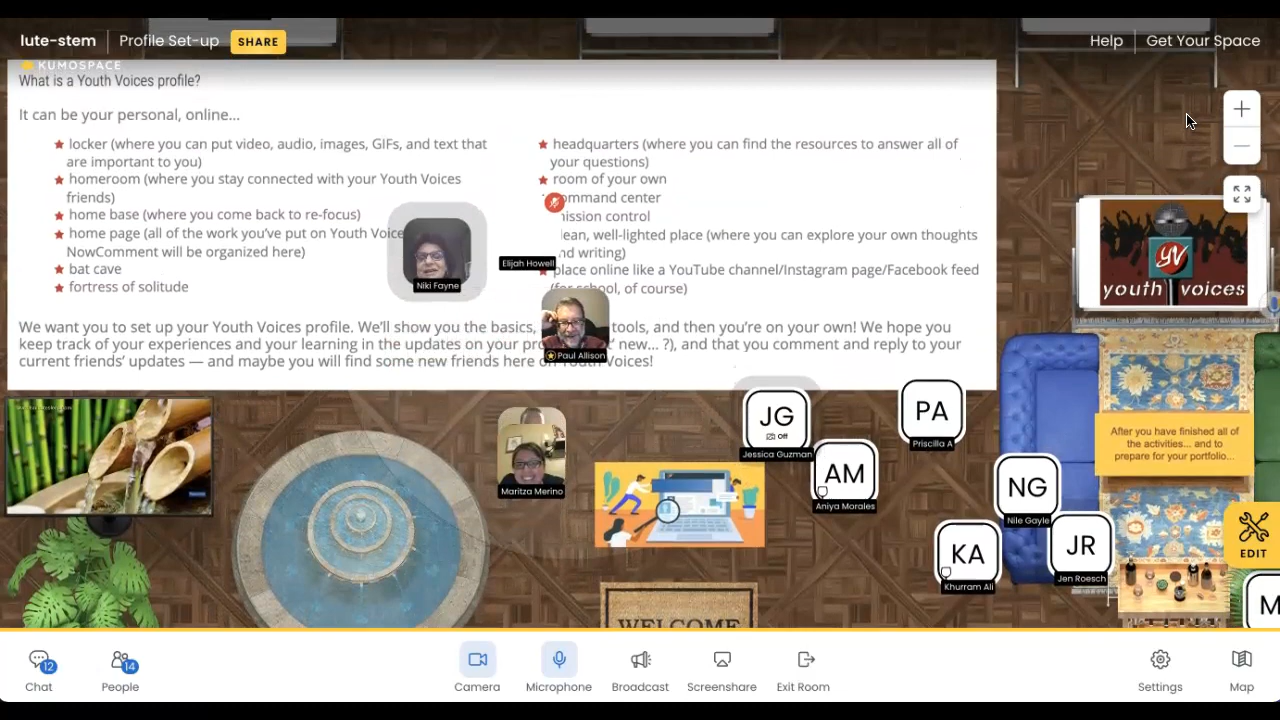 lute-stem
Profile Set-up
SHARE
Help
Get Your Space
KUMOSPACE
What is a Youth Voices profile?
It can be your personal, online...
locker (where you can put video, audio, images, GIFs, and text that
are important to you)
homeroom (where you stay connected with your Youth Voices
friends)
home base (where you come back to re-focus)
home page (all of the work you've put on Youth Voice
NowComment will be organized here)
bat cave
fortress of solitude
headquarters (where you can find the resources to answer all of
your questions)
room of your own
ommand center
ission control
lean, well-lighted place (where you can explore your own thoughts
nd writing)
place online like a YouTube channel/Instagram page/Facebook feed
(for school, of course)
We want you to set up your Youth Voices profile. We'll show you the basics, tools, and then you're on your own! We hope you
keep track of your experiences and your learning in the updates on your pro new... ?), and that you comment and reply to your
current friends' updates — and maybe you will find some new friends here on Youth Voices!
Niki Fayne
Elijah Howell
Paul Allison
Maritza Merino
JG
Off
Jessica Guzman
AM
Aniya Morales
PA
Priscilla A
NG
Nile Gayle
KA
Khurram Ali
JR
Jen Roesch
M
yv
youth voices
After you have finished all
of the activities... and to
prepare for your portfolio...
EDIT
WELCOME
12
Chat
14
People
Camera
Microphone
Broadcast
Screenshare
Exit Room
Settings
Map